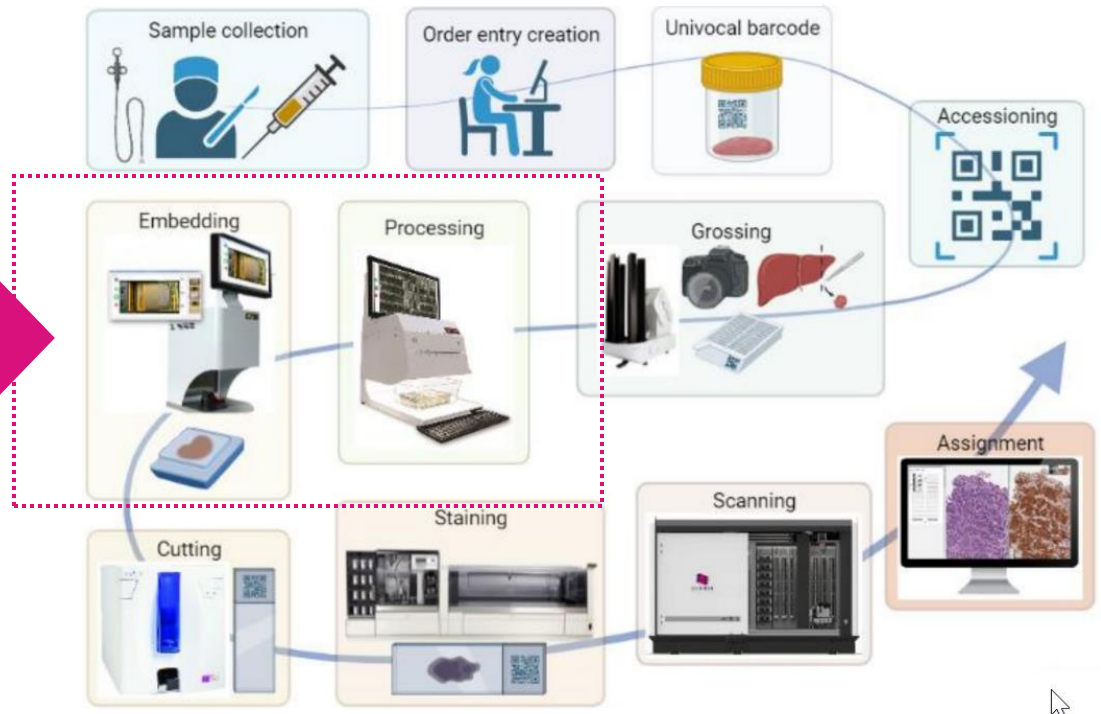 Sample collection
Order entry creation
Univocal barcode
Accessioning
Embedding
Processing
Grossing
Assignment
Cutting
Staining
Scanning